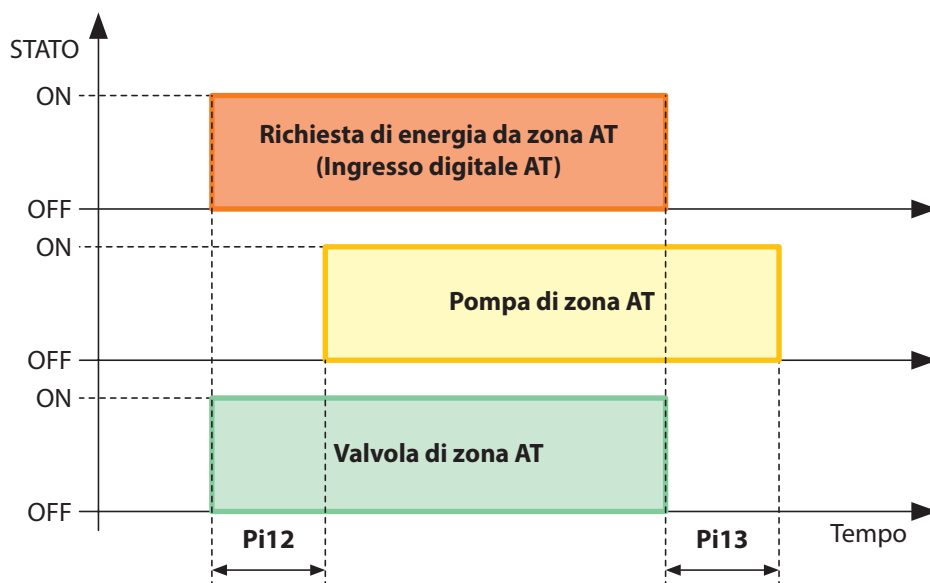 STATO
ON
Richiesta di energia da zona AT
(Ingresso digitale AT)
OFF
ON
Pompa di zona AT
OFF
ON
Valvola di zona AT
OFF
Pi12
Pi13
Tempo